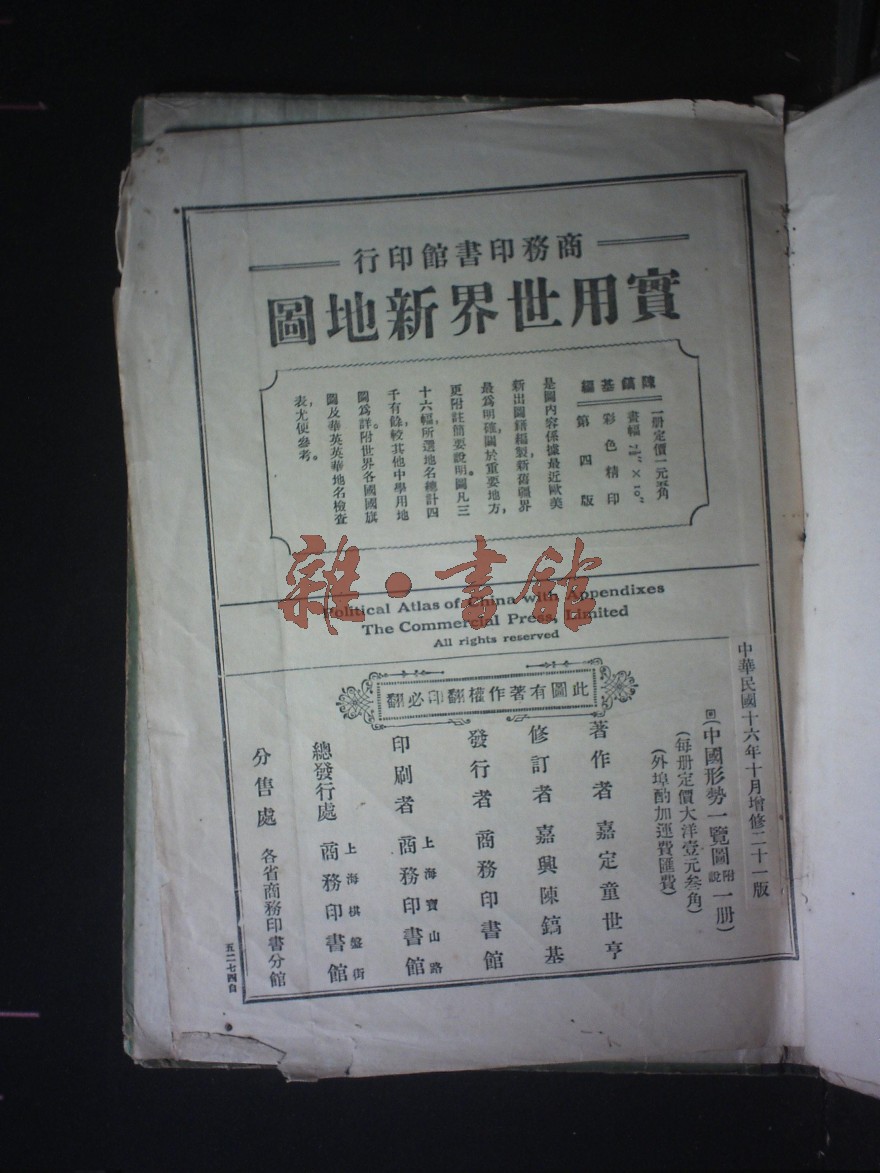 商務印書館印行
實用世界新地圖
陳鎬基編
一册定價一元 角
彩色精印
第四版
是圖内容係據最近歐美
新出圖籍編製,新舊疆界
最爲明確,關於重要地方,
更附註簡要說明。圖凡三
十六幅,所選地名總計四
千有餘,較其他中學用地
圖爲詳。附世界各國國旗
圖及華英英華地名檢查
表,尤便參考。
雜·書館
Political Atlas of China with Appendixes
The Commercial Press, Limited
All rights reserved
中華民國十六年十月增修二十一版
此圖有著作權翻印必翻
(中國形勢一覽圖附說一册)
(每册定價大洋壹元叁角)
(外埠酌加運費匯費)
著作者 嘉定童世亨
修訂者 嘉興陳鎬基
發行者 商務印書館
印刷者 上海寶山路 商務印書館
總發行處 上海棋盤街 商務印書館
分售處 各省商務印書分館
五二七四自